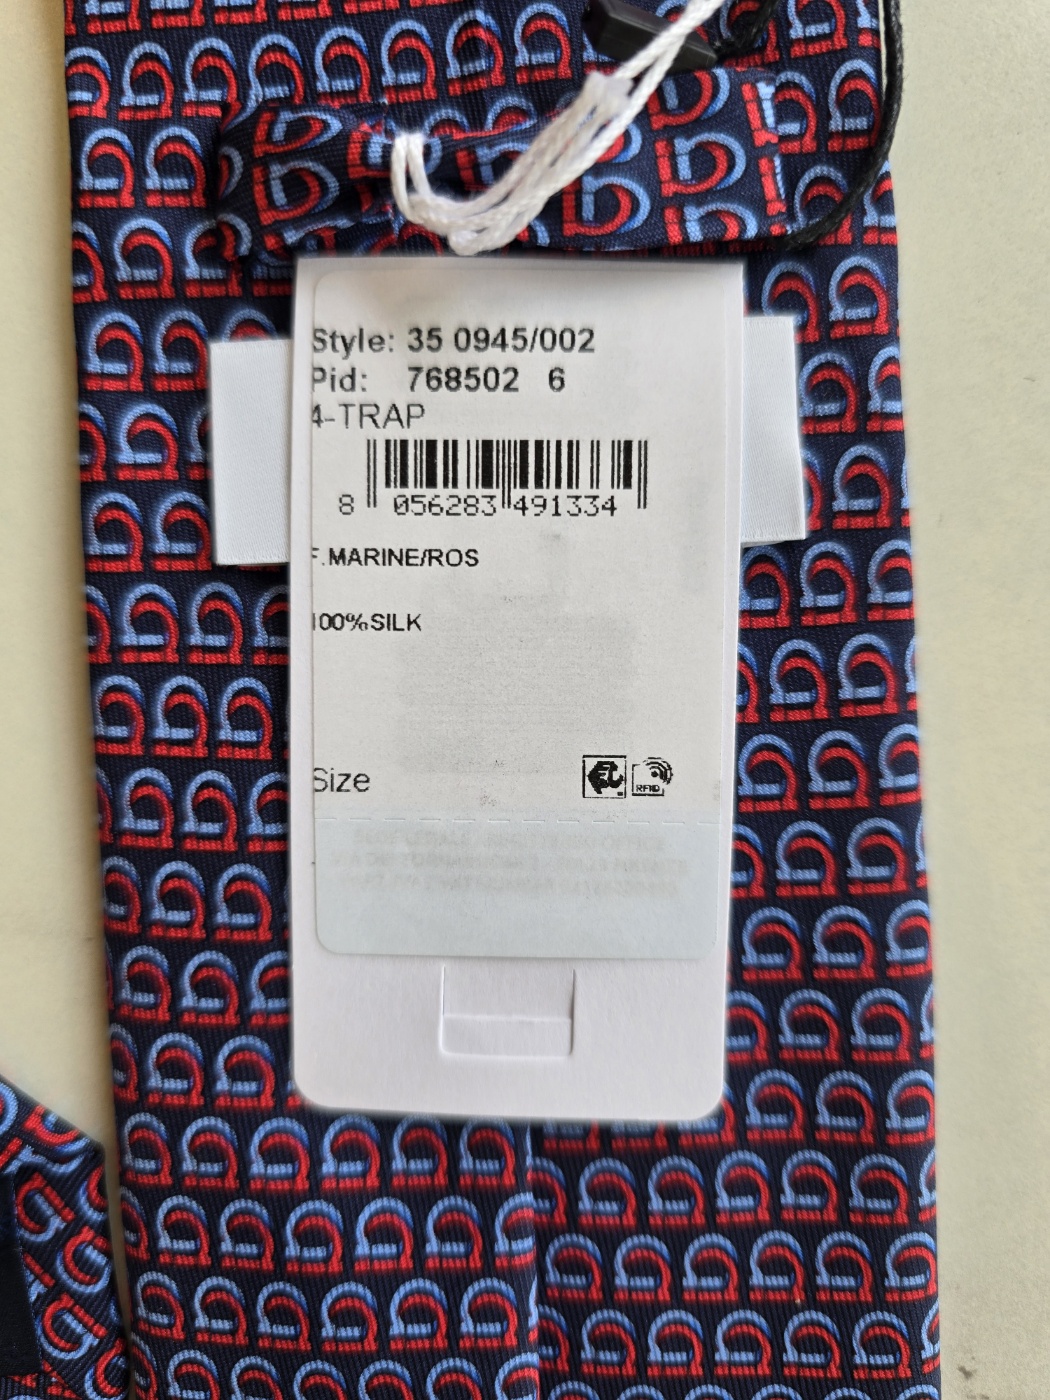 Style: 35 0945/002
Pid: 768502 6
4-TRAP
8 056283 491334
F.MARINE/ROS
100%SILK
Size
RFID